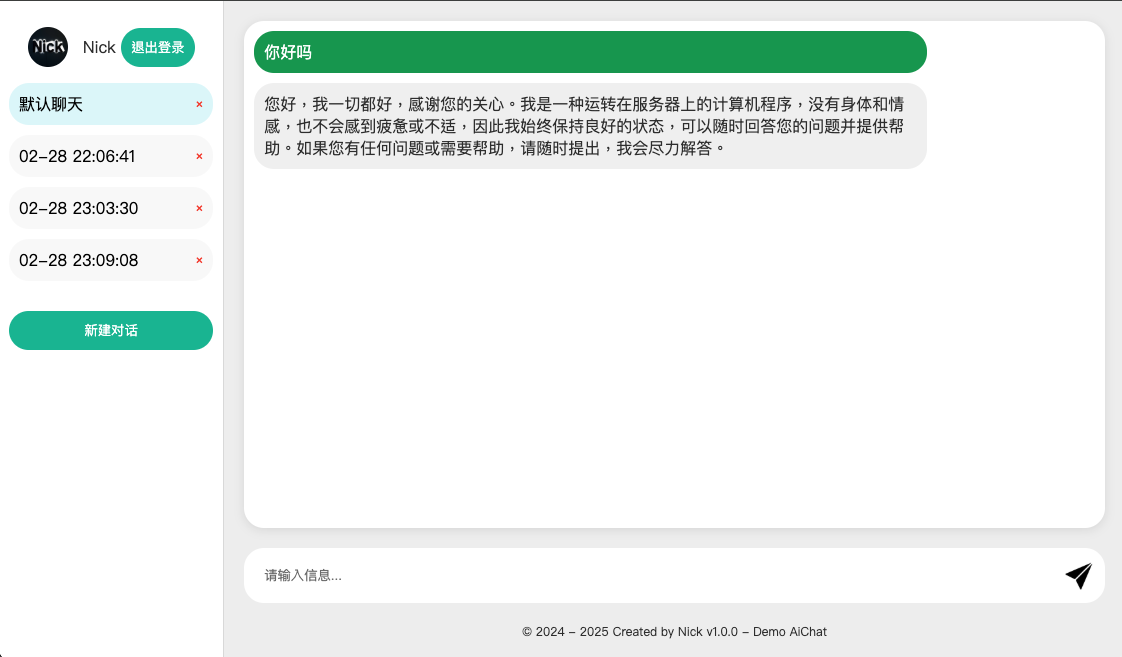 Nick
Nick 退出登录
默认聊天 ×
02-28 22:06:41 ×
02-28 23:03:30 ×
02-28 23:09:08 ×
新建对话
你好吗
您好，我一切都好，感谢您的关心。我是一种运转在服务器上的计算机程序，没有身体和情
感，也不会感到疲惫或不适，因此我始终保持良好的状态，可以随时回答您的问题并提供帮
助。如果您有任何问题或需要帮助，请随时提出，我会尽力解答。
请输入信息...
© 2024 - 2025 Created by Nick v1.0.0 - Demo AiChat